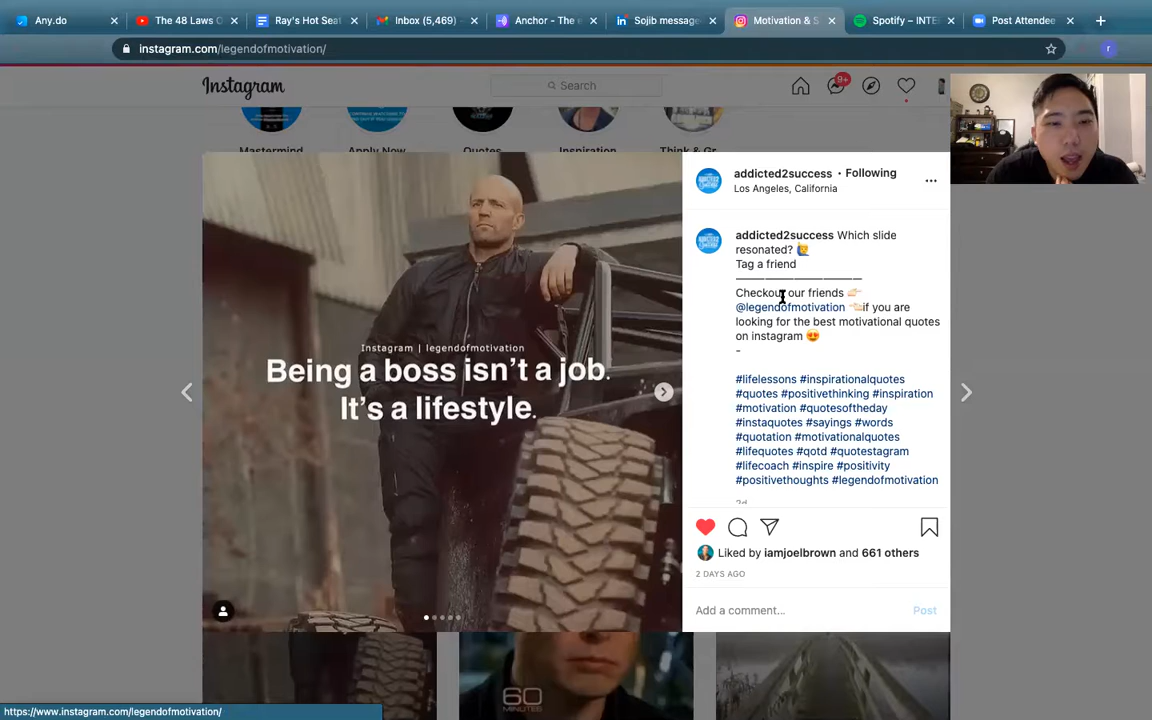 Any.do
The 48 Laws O
Ray's Hot Seat
Inbox (5,469)
Anchor - The e
Sojib message
Motivation & S
Spotify – INTE
Post Attendee
instagram.com/legendofmotivation/
r
Instagram
Search
9+
Mastermind
Apply Now
Quotes
Inspiration
Think & Gr
addicted2success • Following
Los Angeles, California
addicted2success Which slide
resonated? 🙋‍♂️
Tag a friend
Checkout our friends 👉🏻
@legendofmotivation 👈🏻if you are
looking for the best motivational quotes
on instagram 😍
-
#lifelessons #inspirationalquotes
#quotes #positivethinking #inspiration
#motivation #quotesoftheday
#instaquotes #sayings #words
#quotation #motivationalquotes
#lifequotes #qotd #quotestagram
#lifecoach #inspire #positivity
#positivethoughts #legendofmotivation
2d
Instagram | legendofmotivation
Being a boss isn't a job.
It's a lifestyle.
Liked by iamjoelbrown and 661 others
2 DAYS AGO
Add a comment...
Post
60
MINUTES
https://www.instagram.com/legendofmotivation/